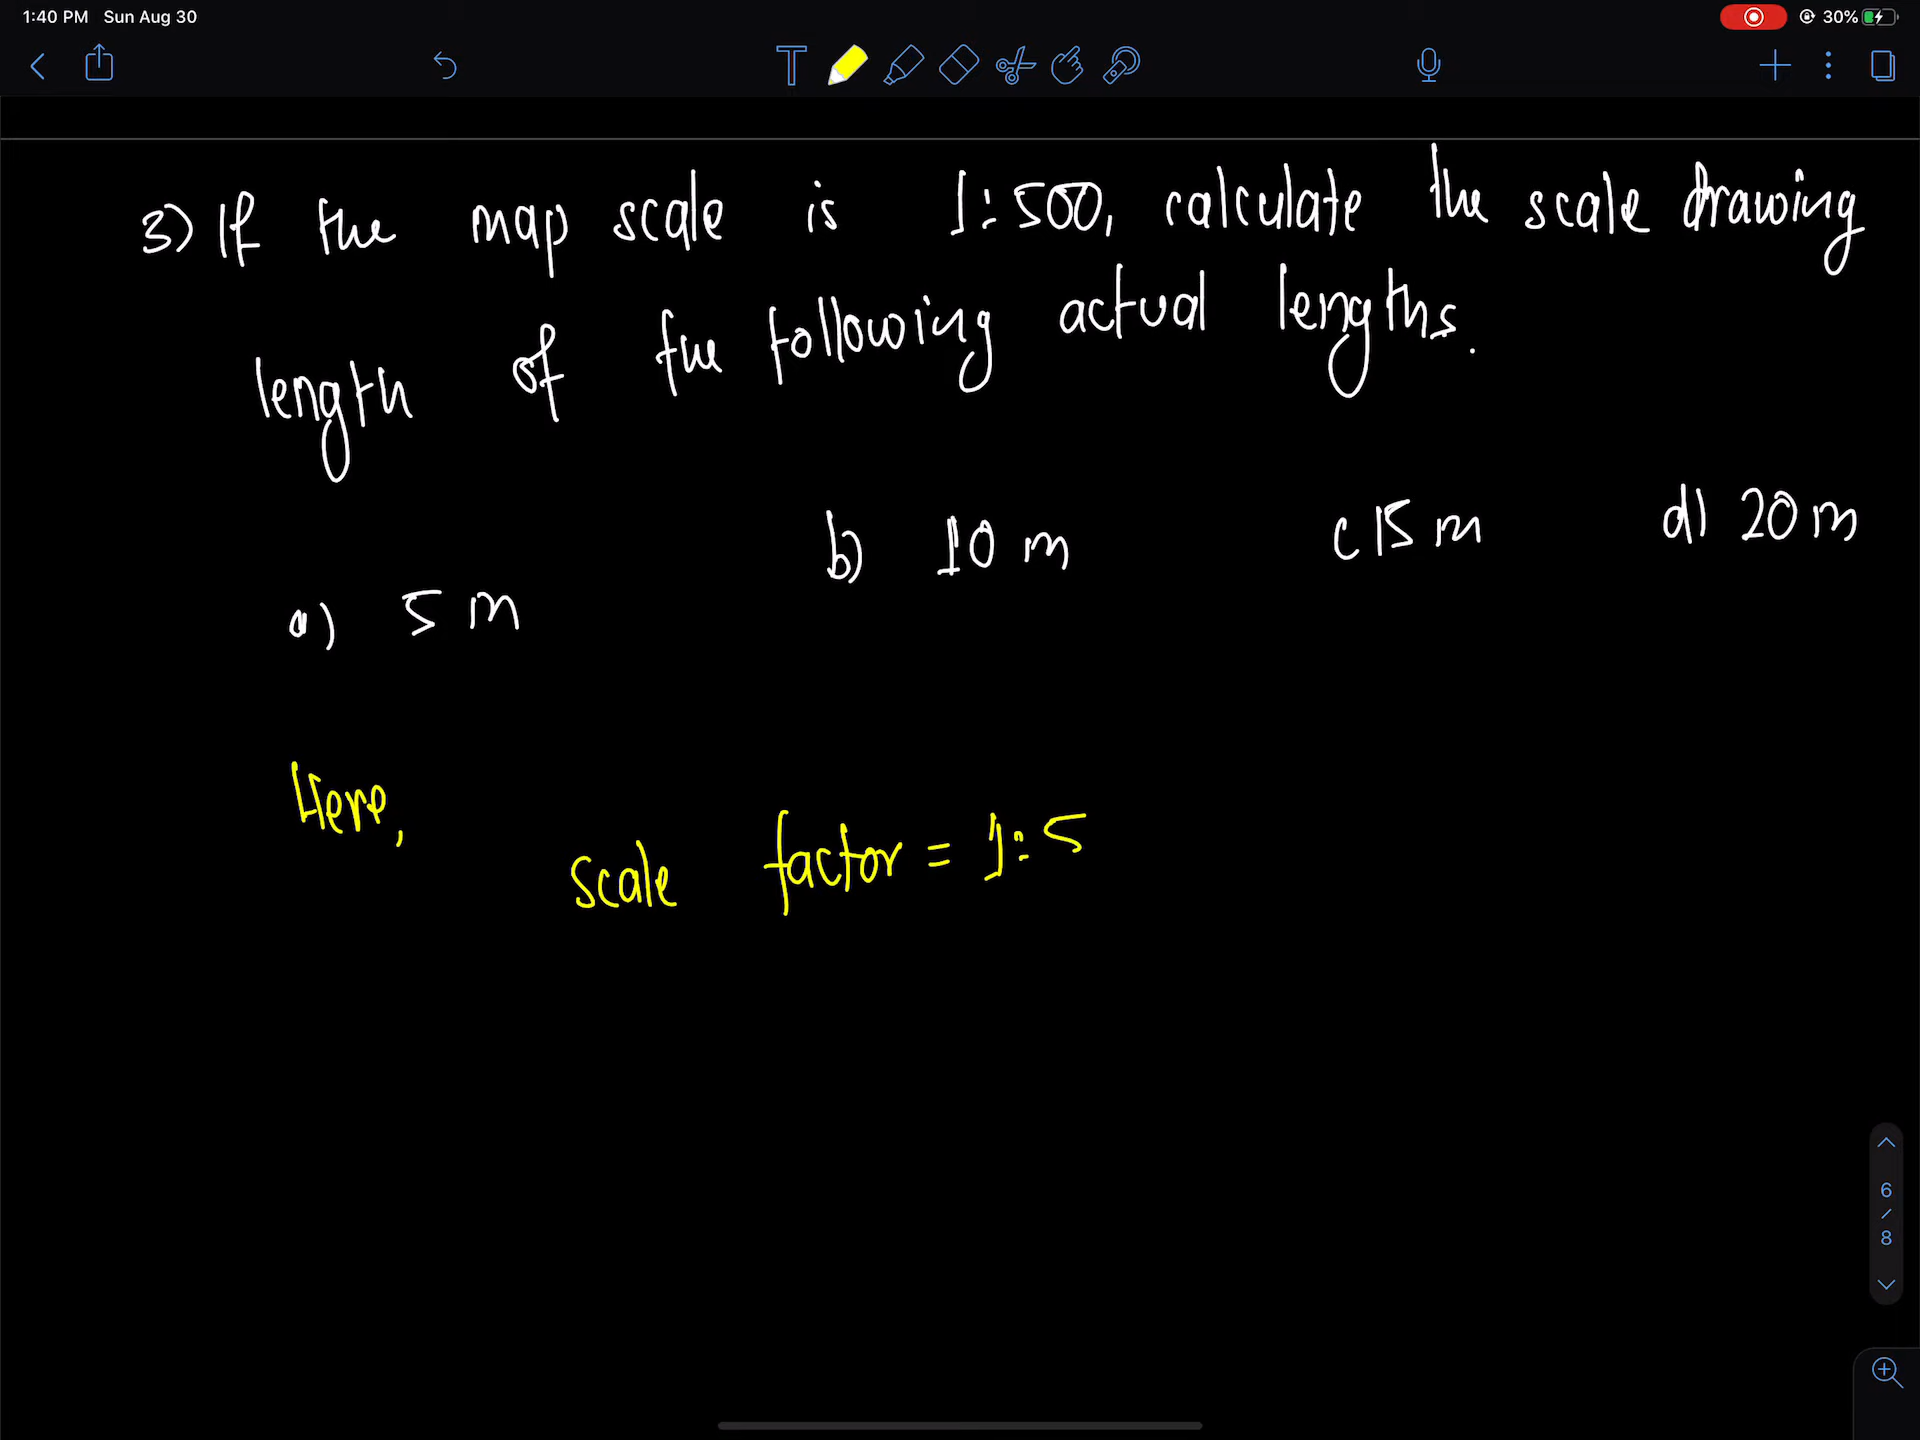 1:40 PM Sun Aug 30
30%
T
3) If the map scale is 1:500, calculate the scale drawing
length of the following actual lengths.
a) 5 m b) 10 m c 15 m d) 20 m
Here,
scale factor = 1:5
6
/
8